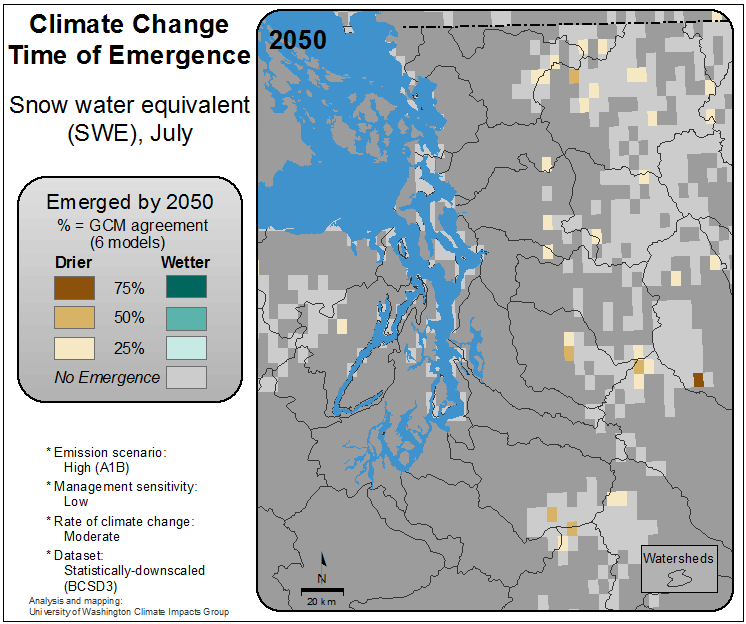 Climate Change
Time of Emergence
Snow water equivalent
(SWE), July
Emerged by 2050
% = GCM agreement
(6 models)
Drier Wetter
75%
50%
25%
No Emergence
* Emission scenario:
High (A1B)
* Management sensitivity:
Low
* Rate of climate change:
Moderate
* Dataset:
Statistically-downscaled
(BCSD3)
Analysis and mapping:
University of Washington Climate Impacts Group
2050
N
20 km
Watersheds